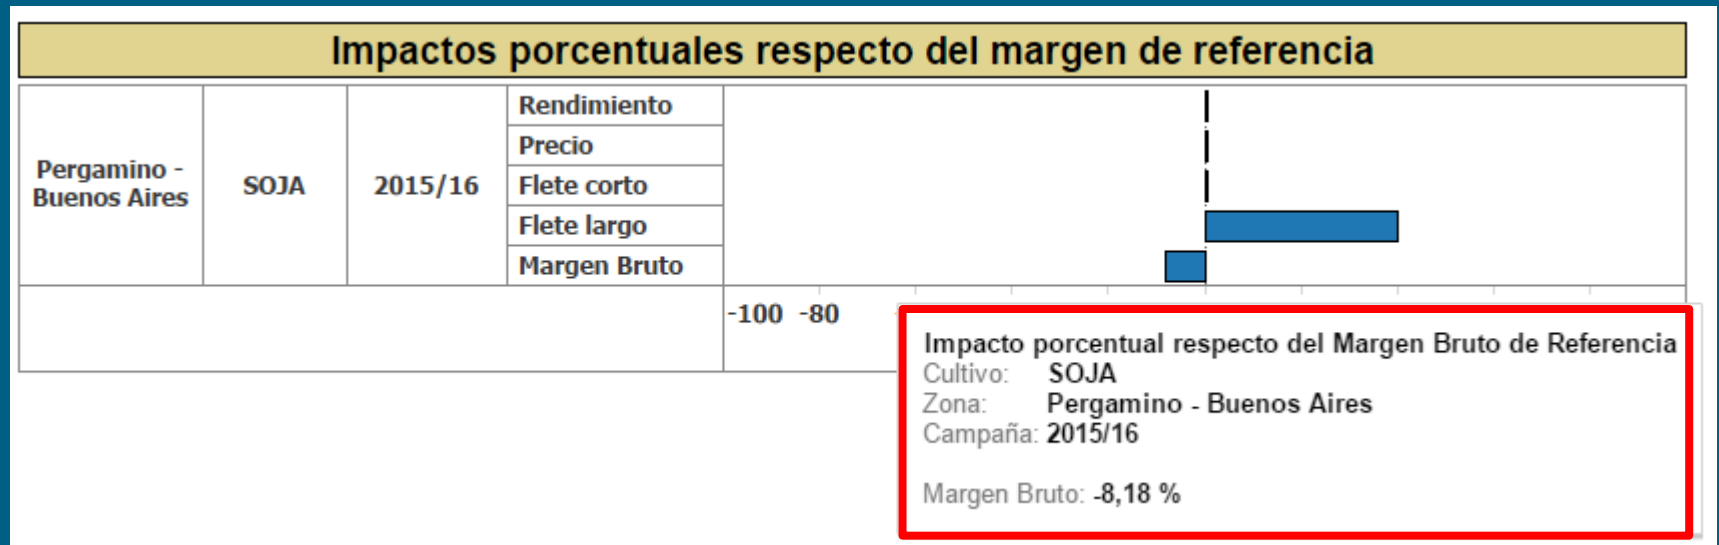 Impactos porcentuales respecto del margen de referencia
Pergamino -
Buenos Aires
SOJA
2015/16
Rendimiento
Precio
Flete corto
Flete largo
Margen Bruto
-100 -80
Impacto porcentual respecto del Margen Bruto de Referencia
Cultivo: SOJA
Zona: Pergamino - Buenos Aires
Campaña: 2015/16
Margen Bruto: -8,18 %